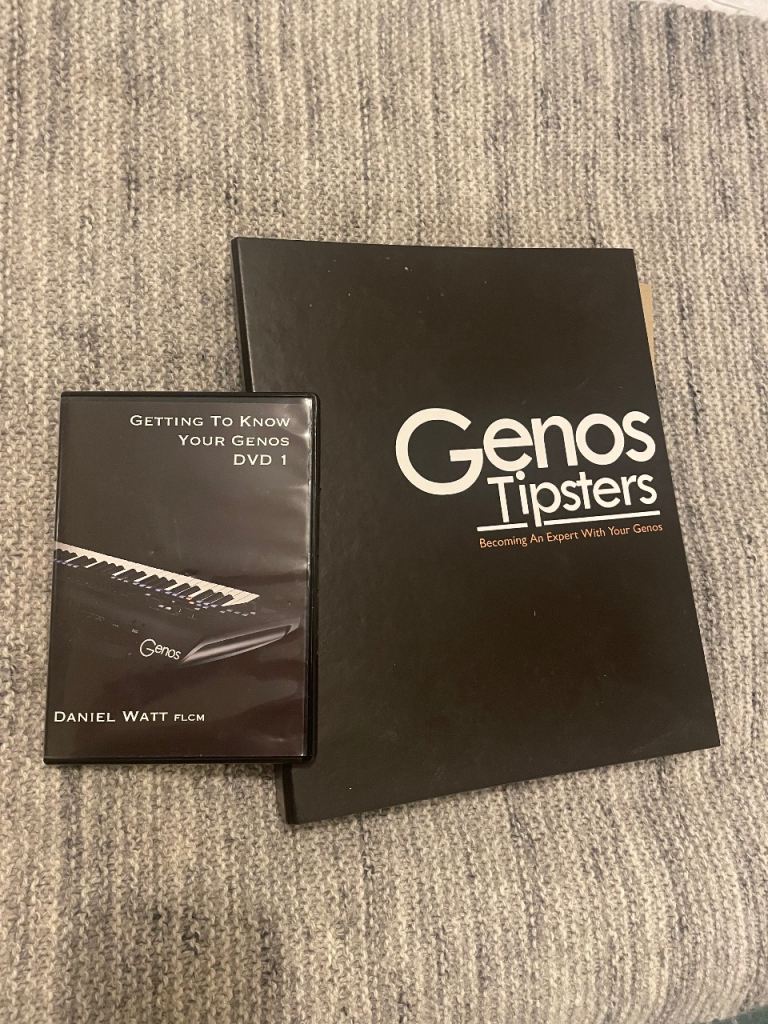 Getting To Know
Your Genos
DVD 1
Genos
Daniel Watt FLCM
Genos
Tipsters
Becoming An Expert With Your Genos